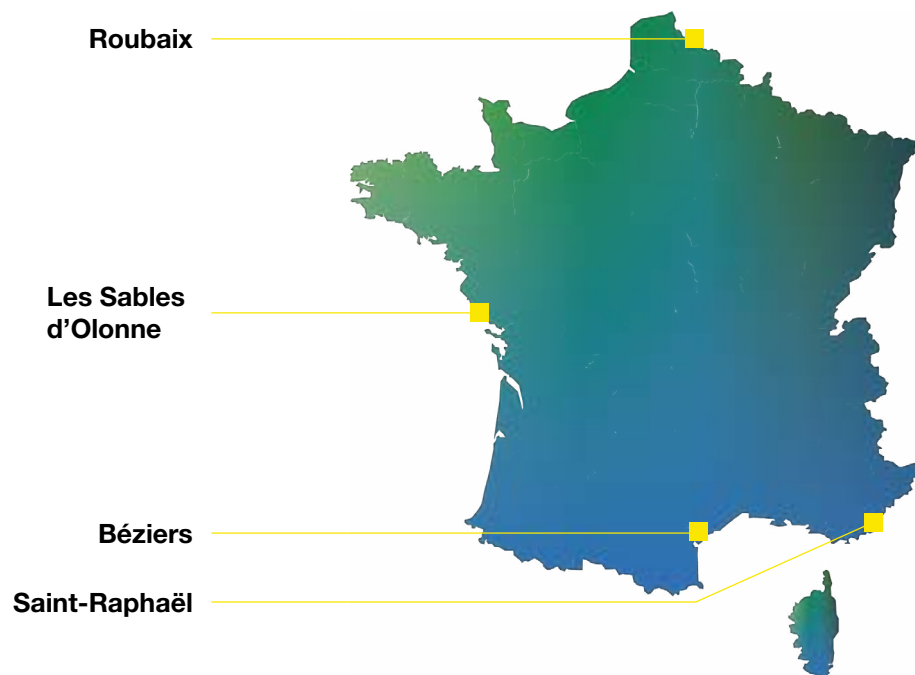 Roubaix
Les Sables
d’Olonne
Béziers
Saint-Raphaël